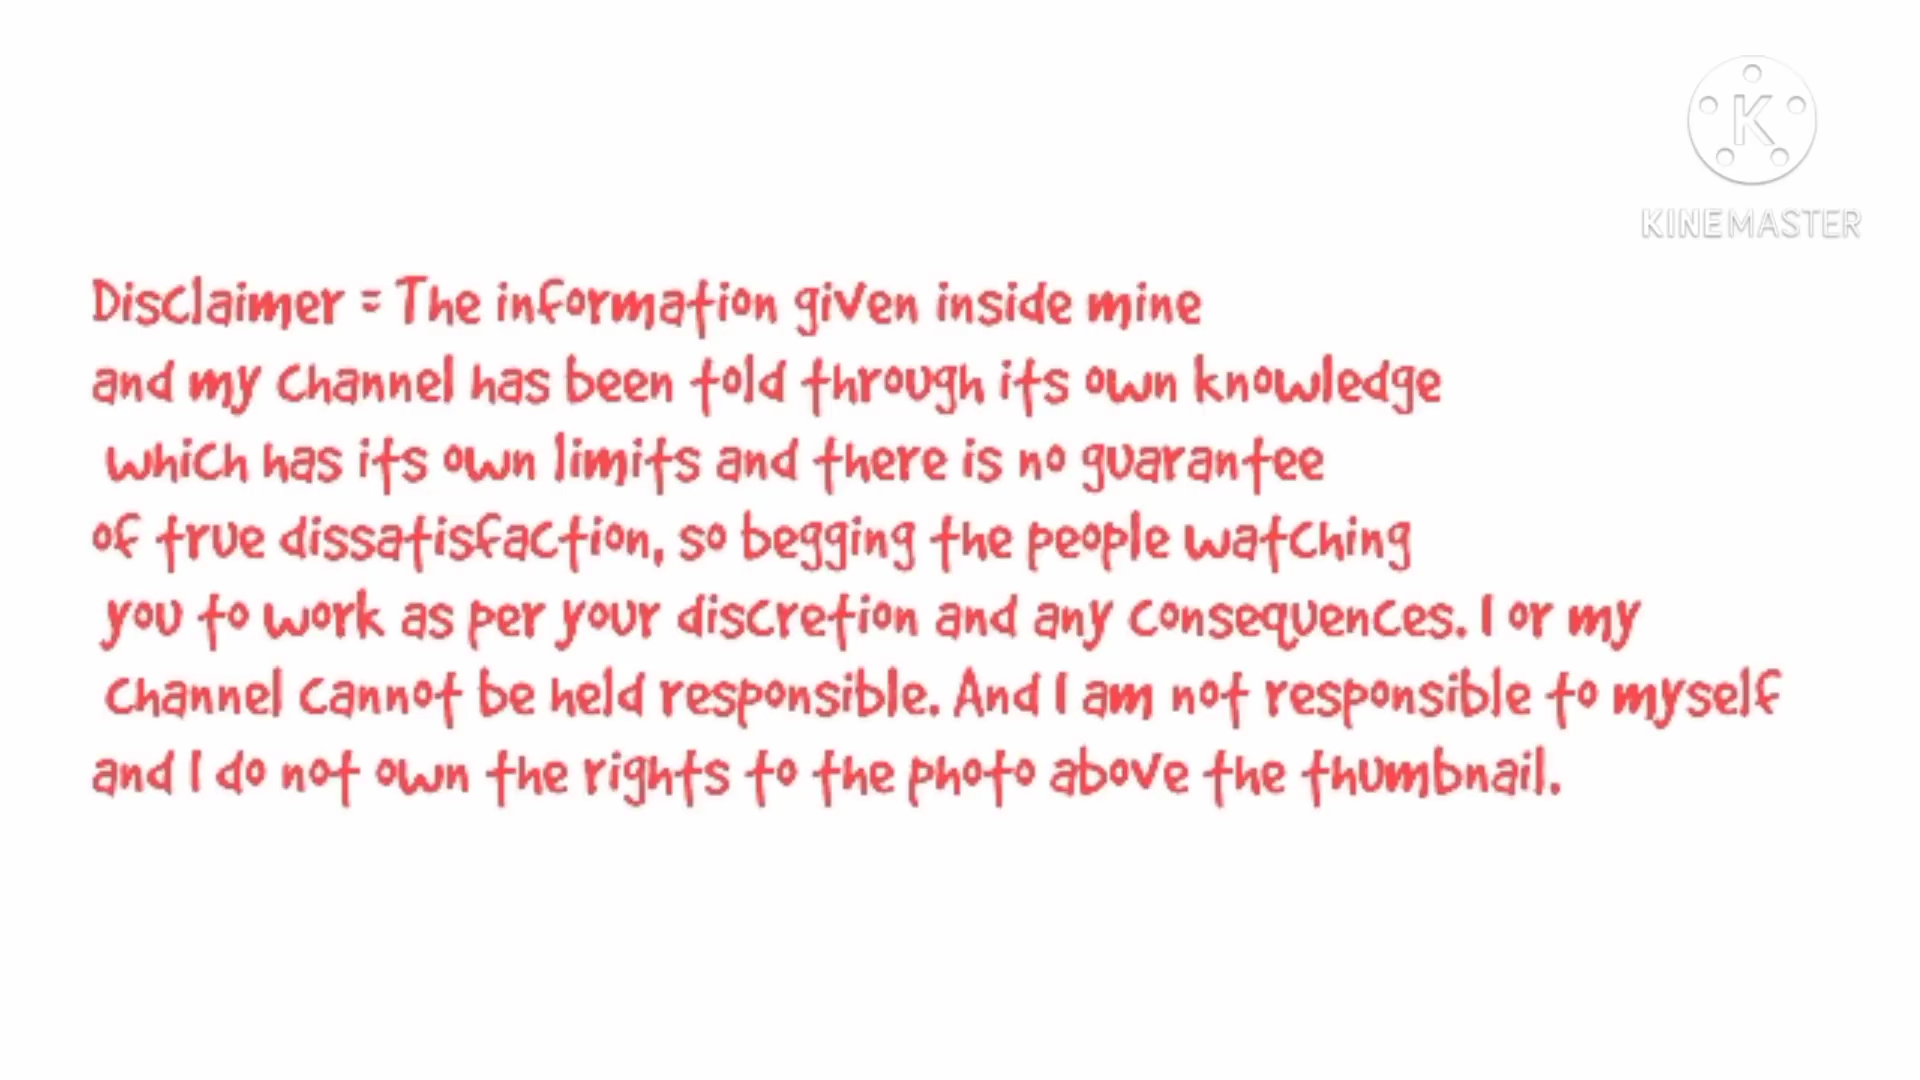 K
KINEMASTER
Disclaimer = The information given inside mine
and my channel has been told through its own knowledge
which has its own limits and there is no guarantee
of true dissatisfaction, so begging the people watching
you to work as per your discretion and any consequences. I or my
channel cannot be held responsible. And I am not responsible to myself
and I do not own the rights to the photo above the thumbnail.